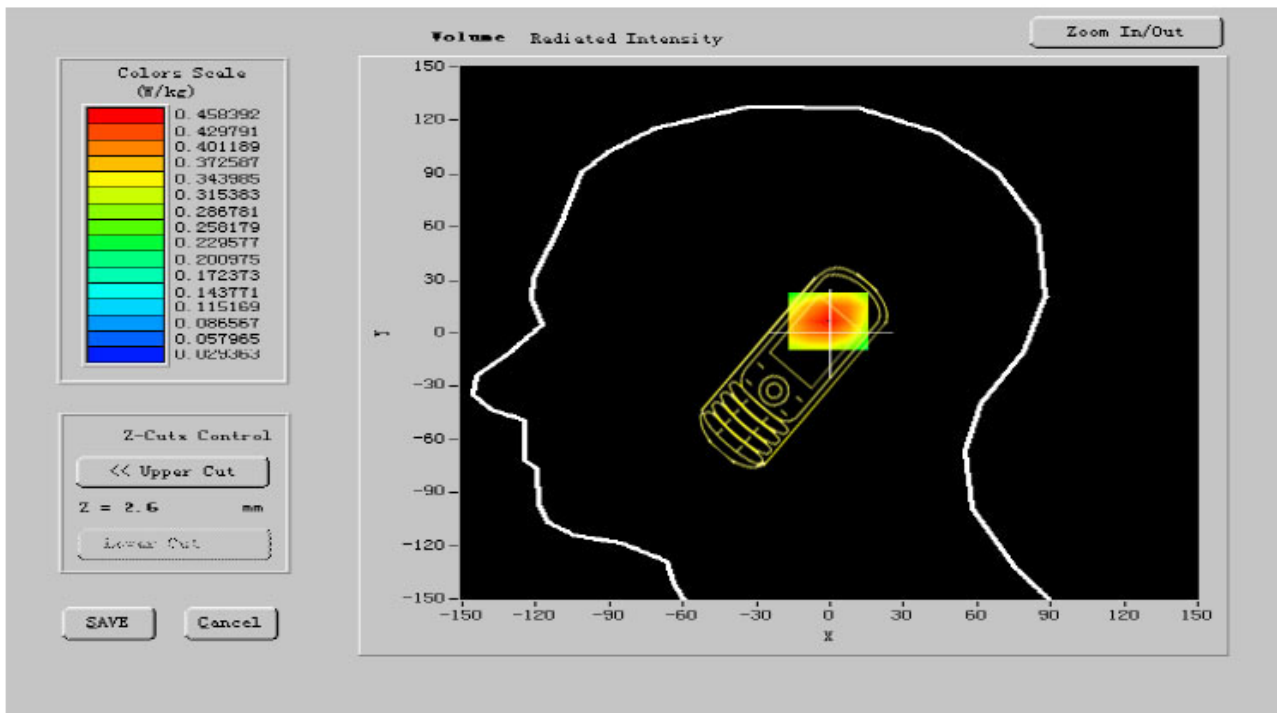 Volume Radiated Intensity
Zoom In/Out
Colors Scale
(W/kg)
0.458392
0.429791
0.401189
0.372587
0.343985
0.315383
0.286781
0.258179
0.229577
0.200975
0.172373
0.143771
0.115169
0.086567
0.057965
0.029363
Z-Cuts Control
<< Upper Cut
Z = 2.6 mm
Lower Cut
SAVE
Cancel
150
120
90
60
30
0
-30
-60
-90
-120
-150
Y
-150 -120 -90 -60 -30 0 30 60 90 120 150
X